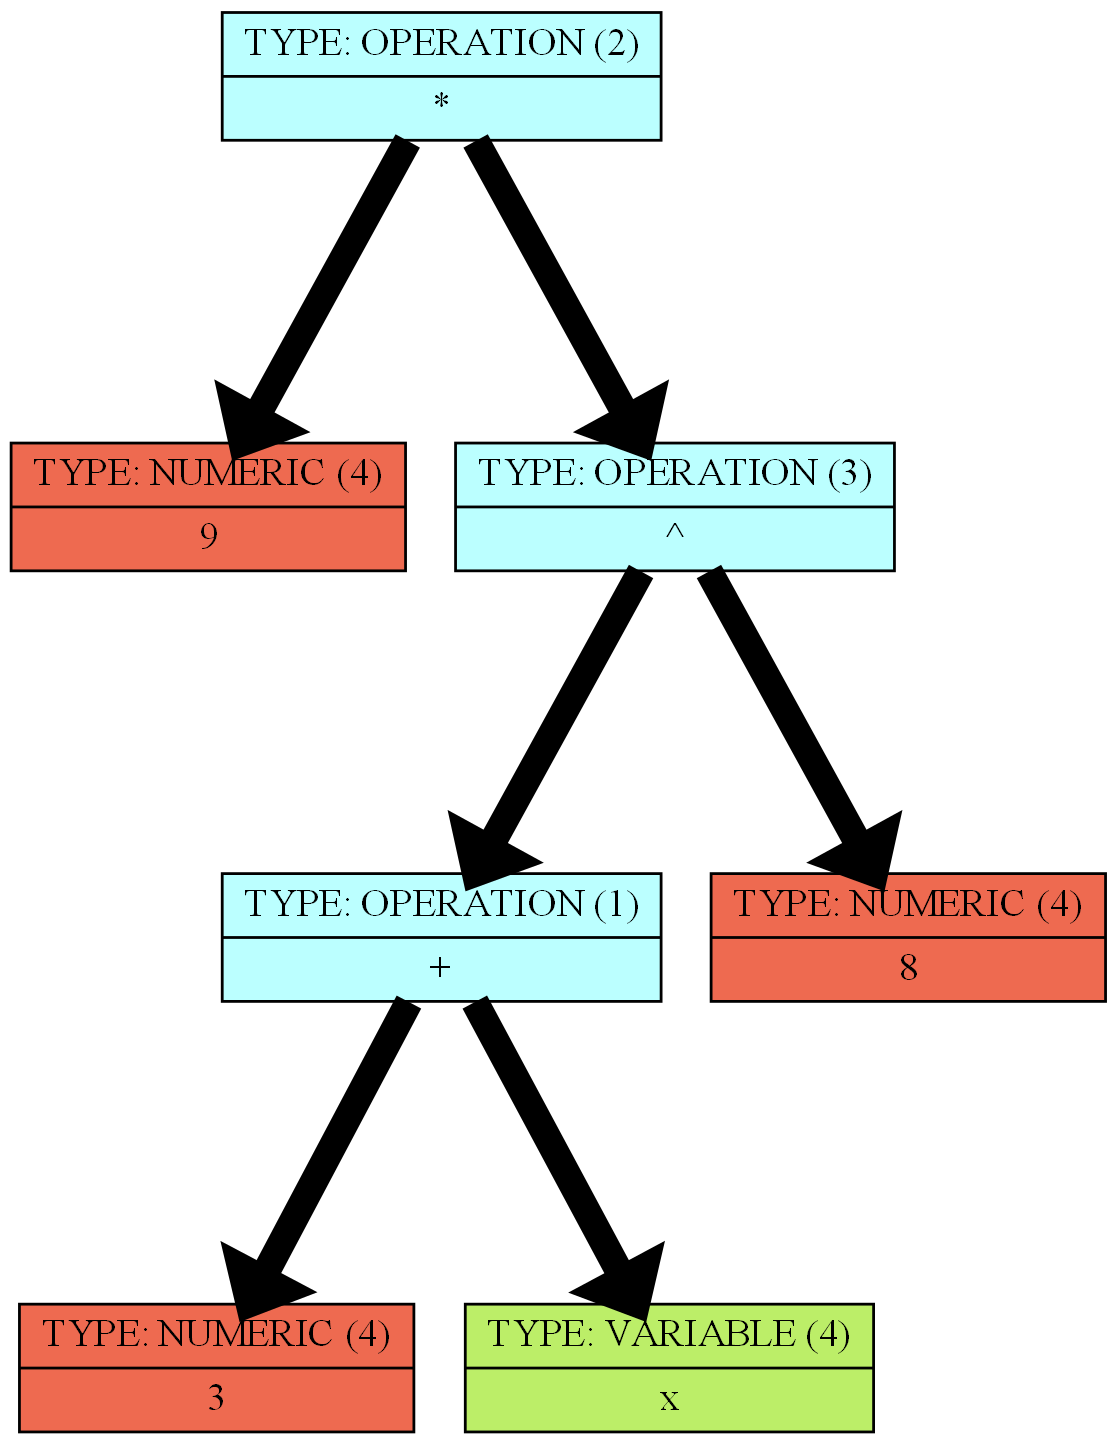 TYPE: OPERATION (2)
*
TYPE: NUMERIC (4)
9
TYPE: OPERATION (3)
^
TYPE: OPERATION (1)
+
TYPE: NUMERIC (4)
8
TYPE: NUMERIC (4)
3
TYPE: VARIABLE (4)
x